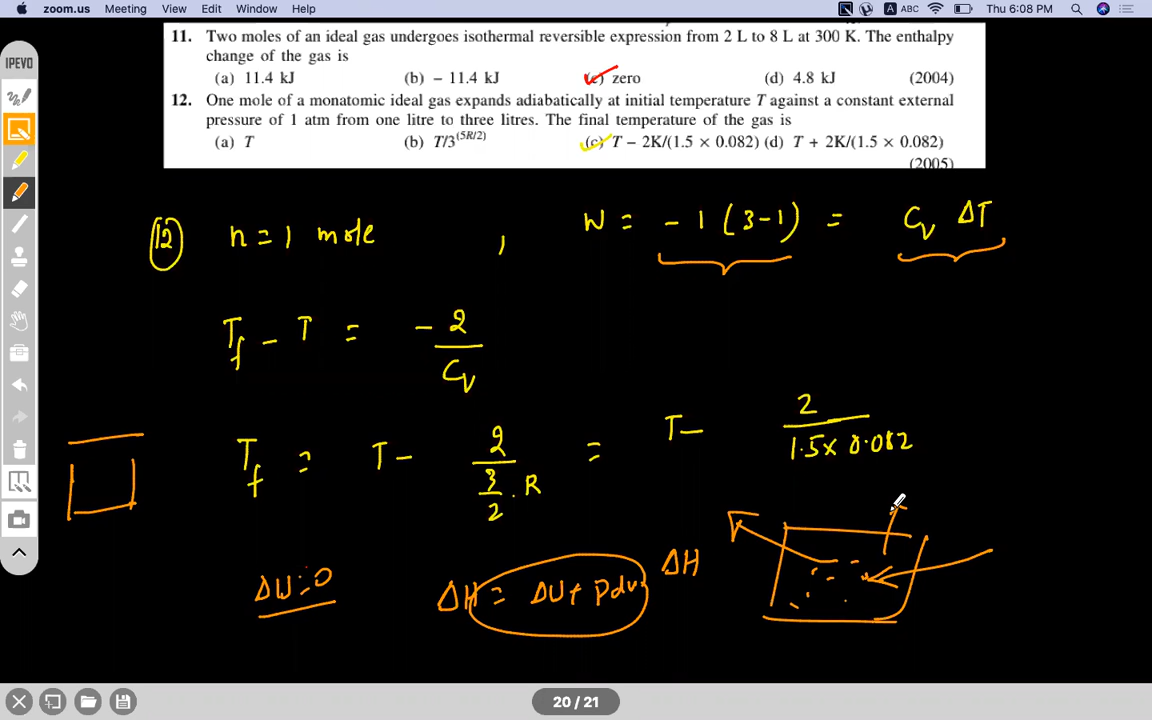 zoom.us Meeting View Edit Window Help A ABC Thu 6:08 PM
IPEVO
11. Two moles of an ideal gas undergoes isothermal reversible expression from 2 L to 8 L at 300 K. The enthalpy
change of the gas is
(a) 11.4 kJ (b) – 11.4 kJ (c) zero (d) 4.8 kJ (2004)
12. One mole of a monatomic ideal gas expands adiabatically at initial temperature T against a constant external
pressure of 1 atm from one litre to three litres. The final temperature of the gas is
(a) T (b) T/3^(5R/2) (c) T – 2K/(1.5 × 0.082) (d) T + 2K/(1.5 × 0.082)
(2005)
(12) n = 1 mole , W = - 1 (3-1) = Cv ΔT
Tf - T = - 2/Cv
Tf = T - 2/(3/2 . R) = T - 2/(1.5 × 0.082)
ΔH
ΔH = ΔU + Pdv
20 / 21